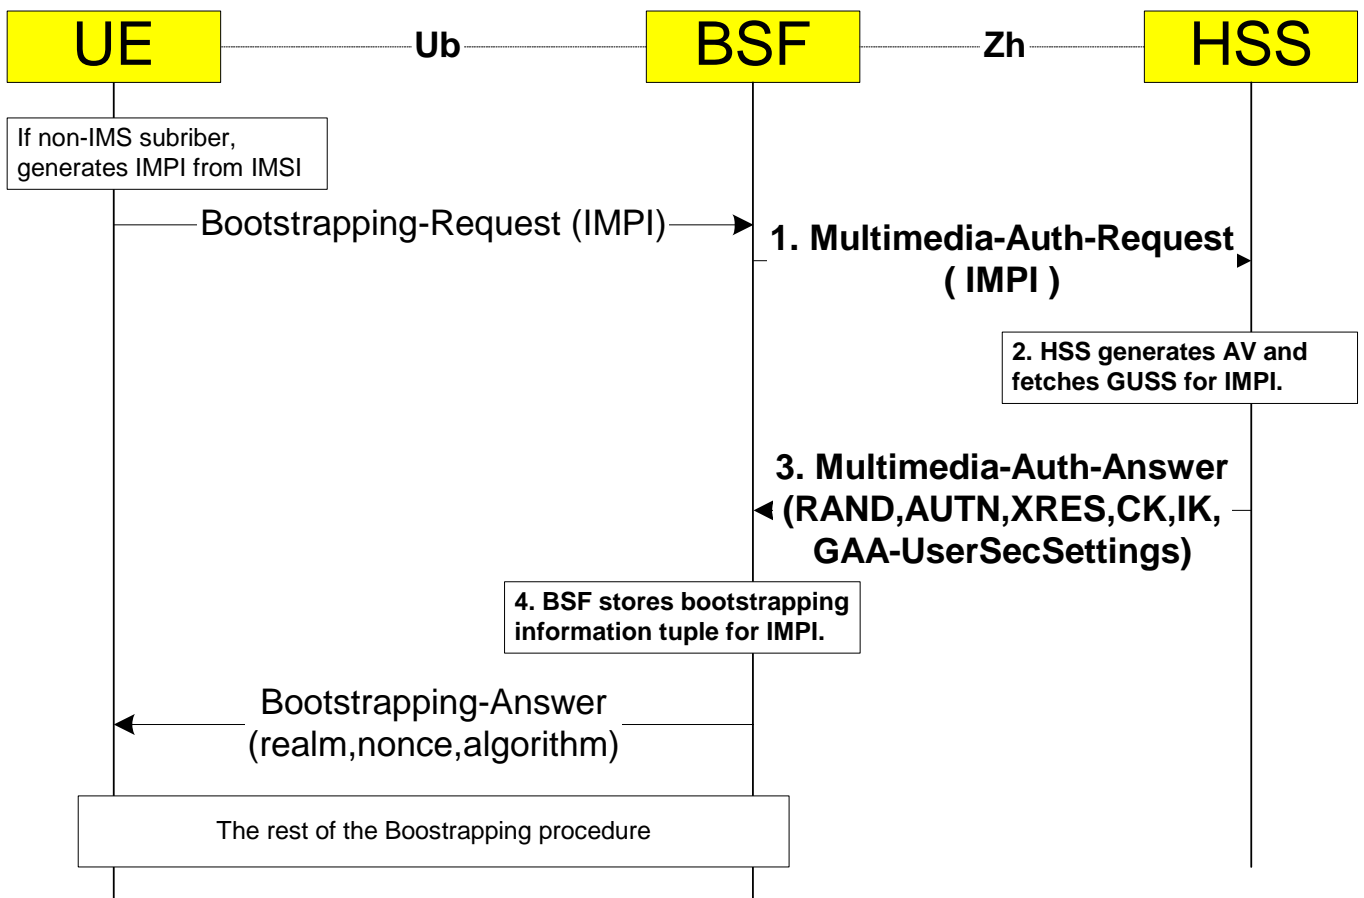 UE
Ub
BSF
Zh
HSS
If non-IMS subriber,
generates IMPI from IMSI
Bootstrapping-Request (IMPI)
1. Multimedia-Auth-Request
( IMPI )
2. HSS generates AV and
fetches GUSS for IMPI.
3. Multimedia-Auth-Answer
(RAND,AUTN,XRES,CK,IK,
GAA-UserSecSettings)
4. BSF stores bootstrapping
information tuple for IMPI.
Bootstrapping-Answer
(realm,nonce,algorithm)
The rest of the Boostrapping procedure